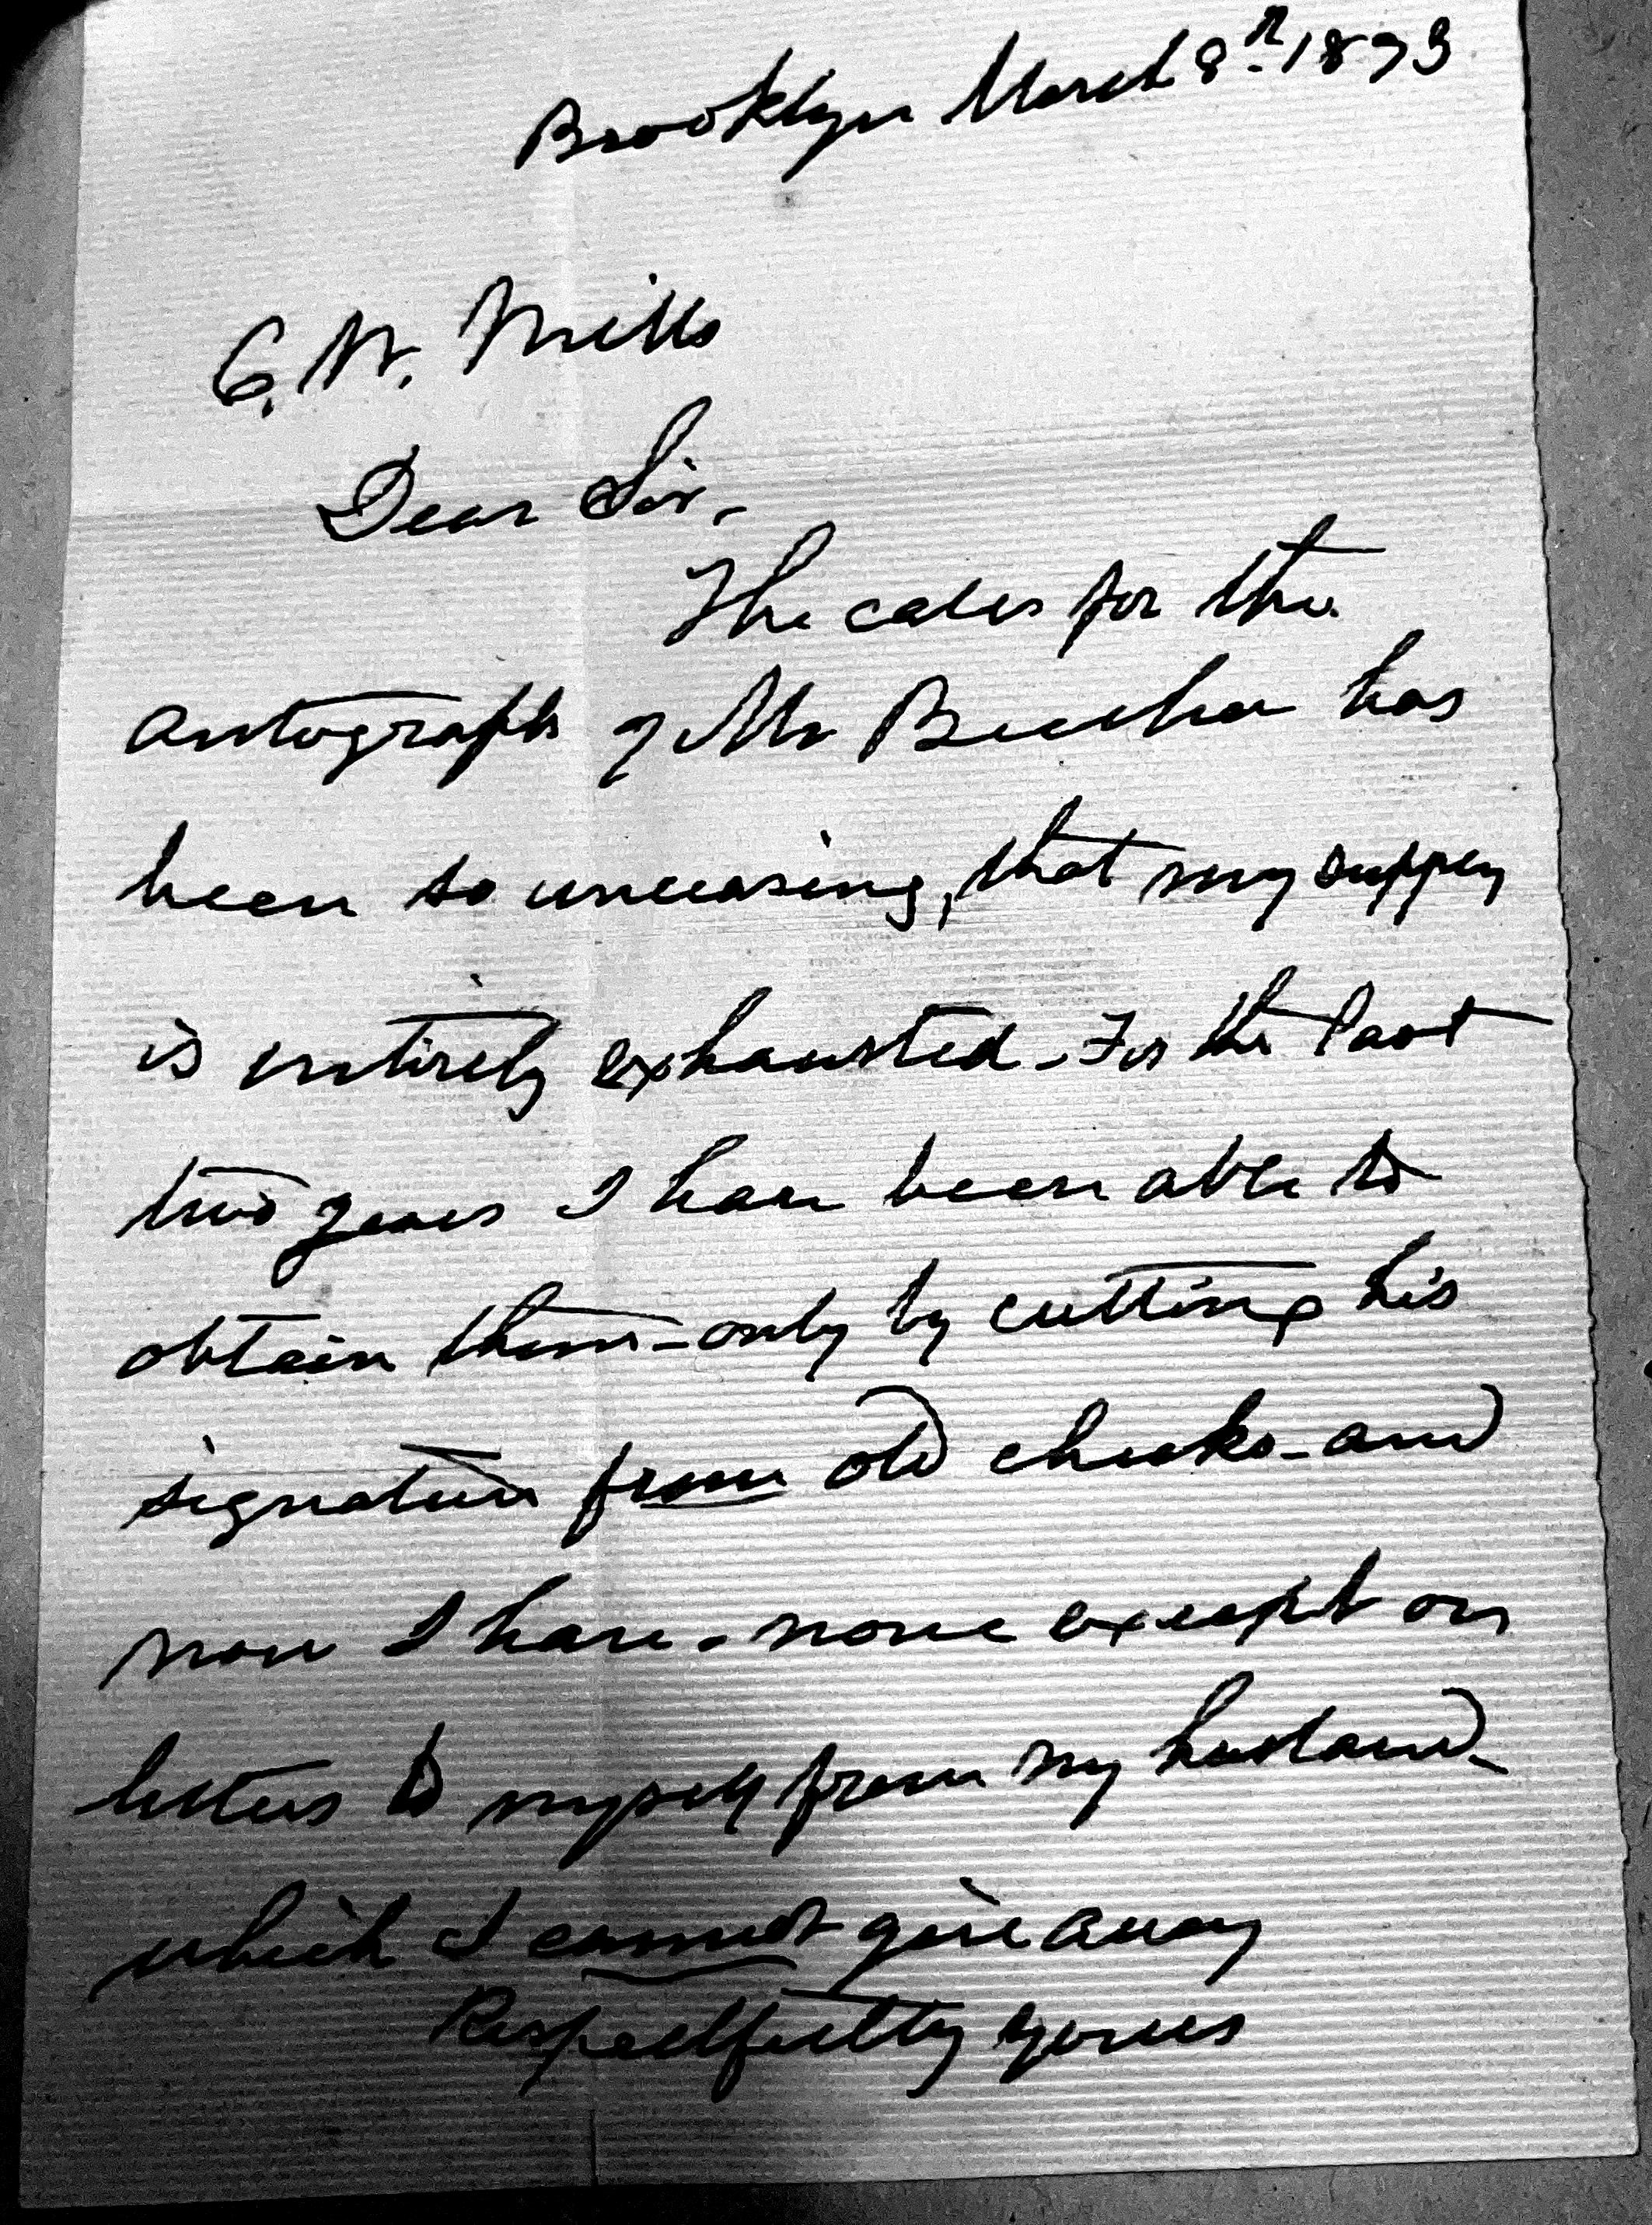 Brooklyn March 8th 1893
C. W. Mills
Dear Sir,
The calls for the
autograph of Mr Beecher has
been so unceasing, that my supply
is entirely exhausted - For the last
two years I have been able to
obtain them - only by cutting his
signature from old checks - and
now I have - none except on
letters to myself from my husband -
which I cannot give away
Respectfully yours